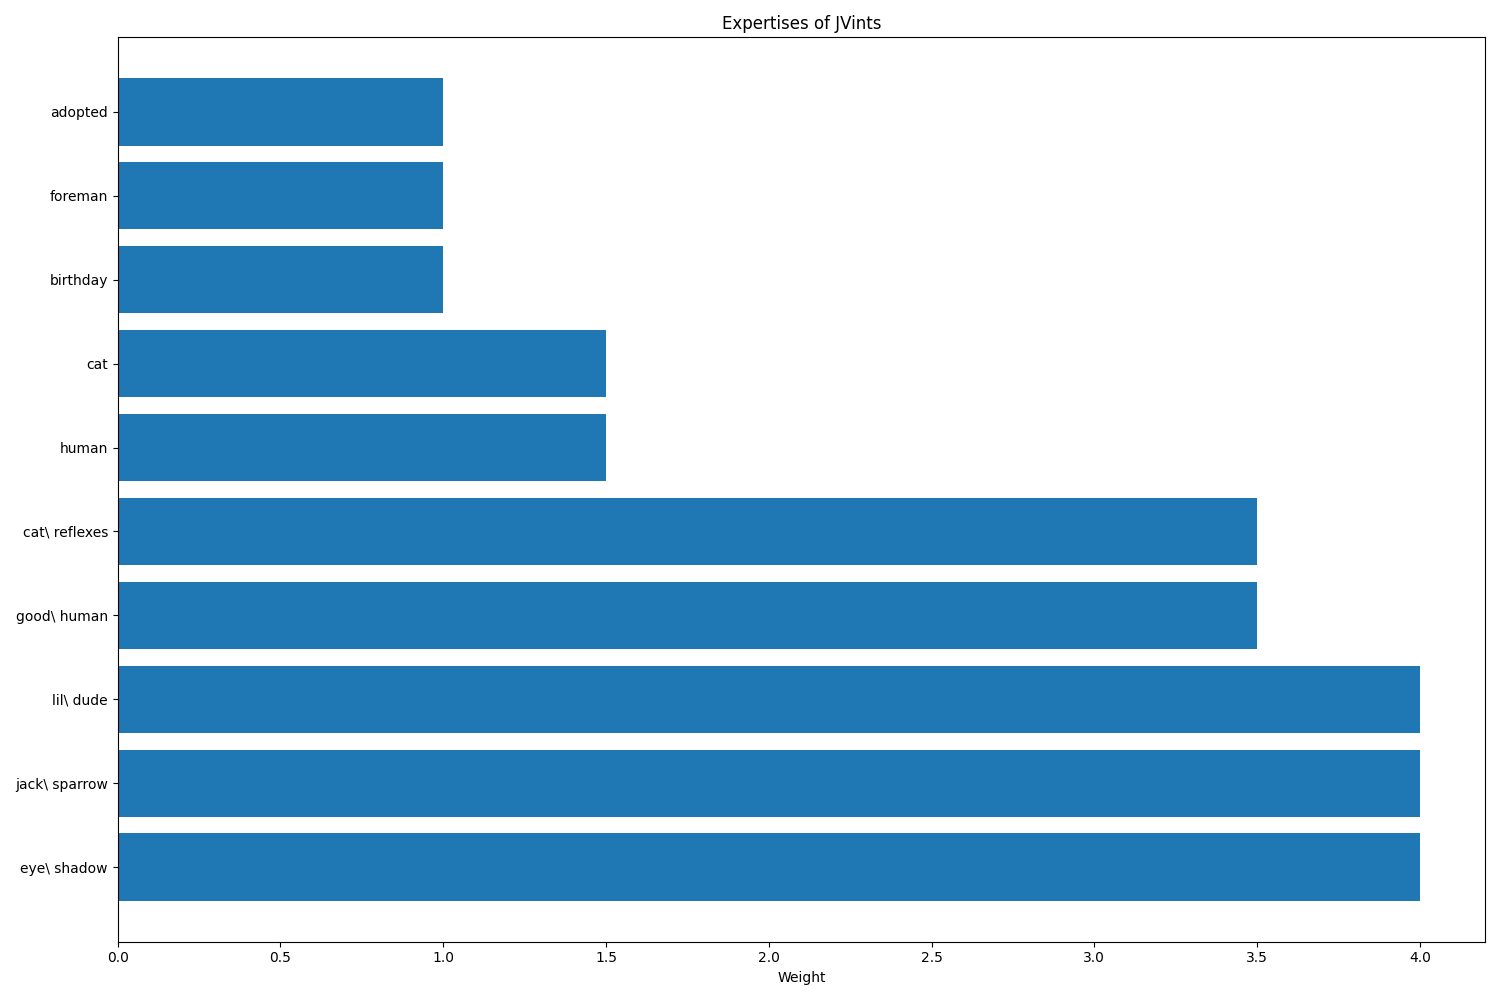 Expertises of JVints
adopted
foreman
birthday
cat
human
cat\ reflexes
good\ human
lil\ dude
jack\ sparrow
eye\ shadow
0.0 0.5 1.0 1.5 2.0 2.5 3.0 3.5 4.0
Weight